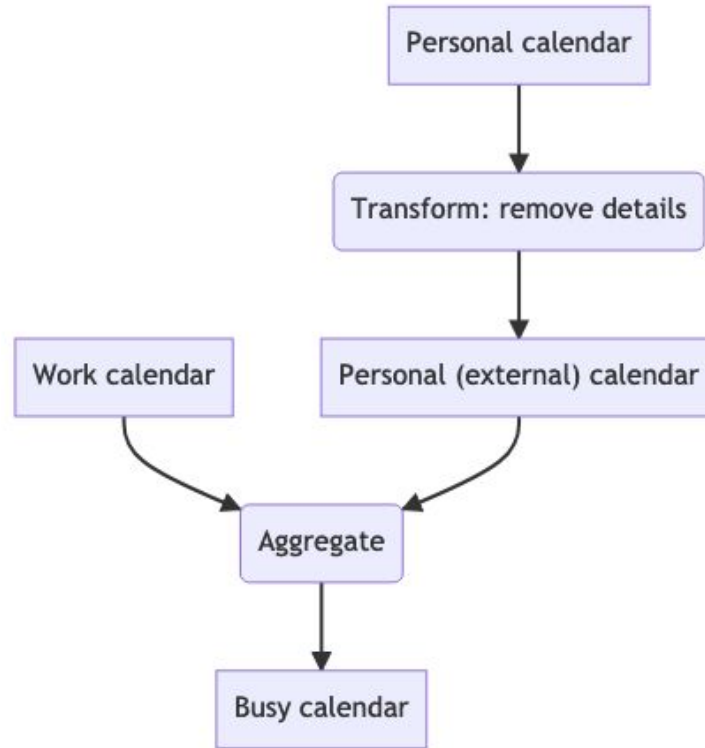 Personal calendar
Transform: remove details
Work calendar
Personal (external) calendar
Aggregate
Busy calendar